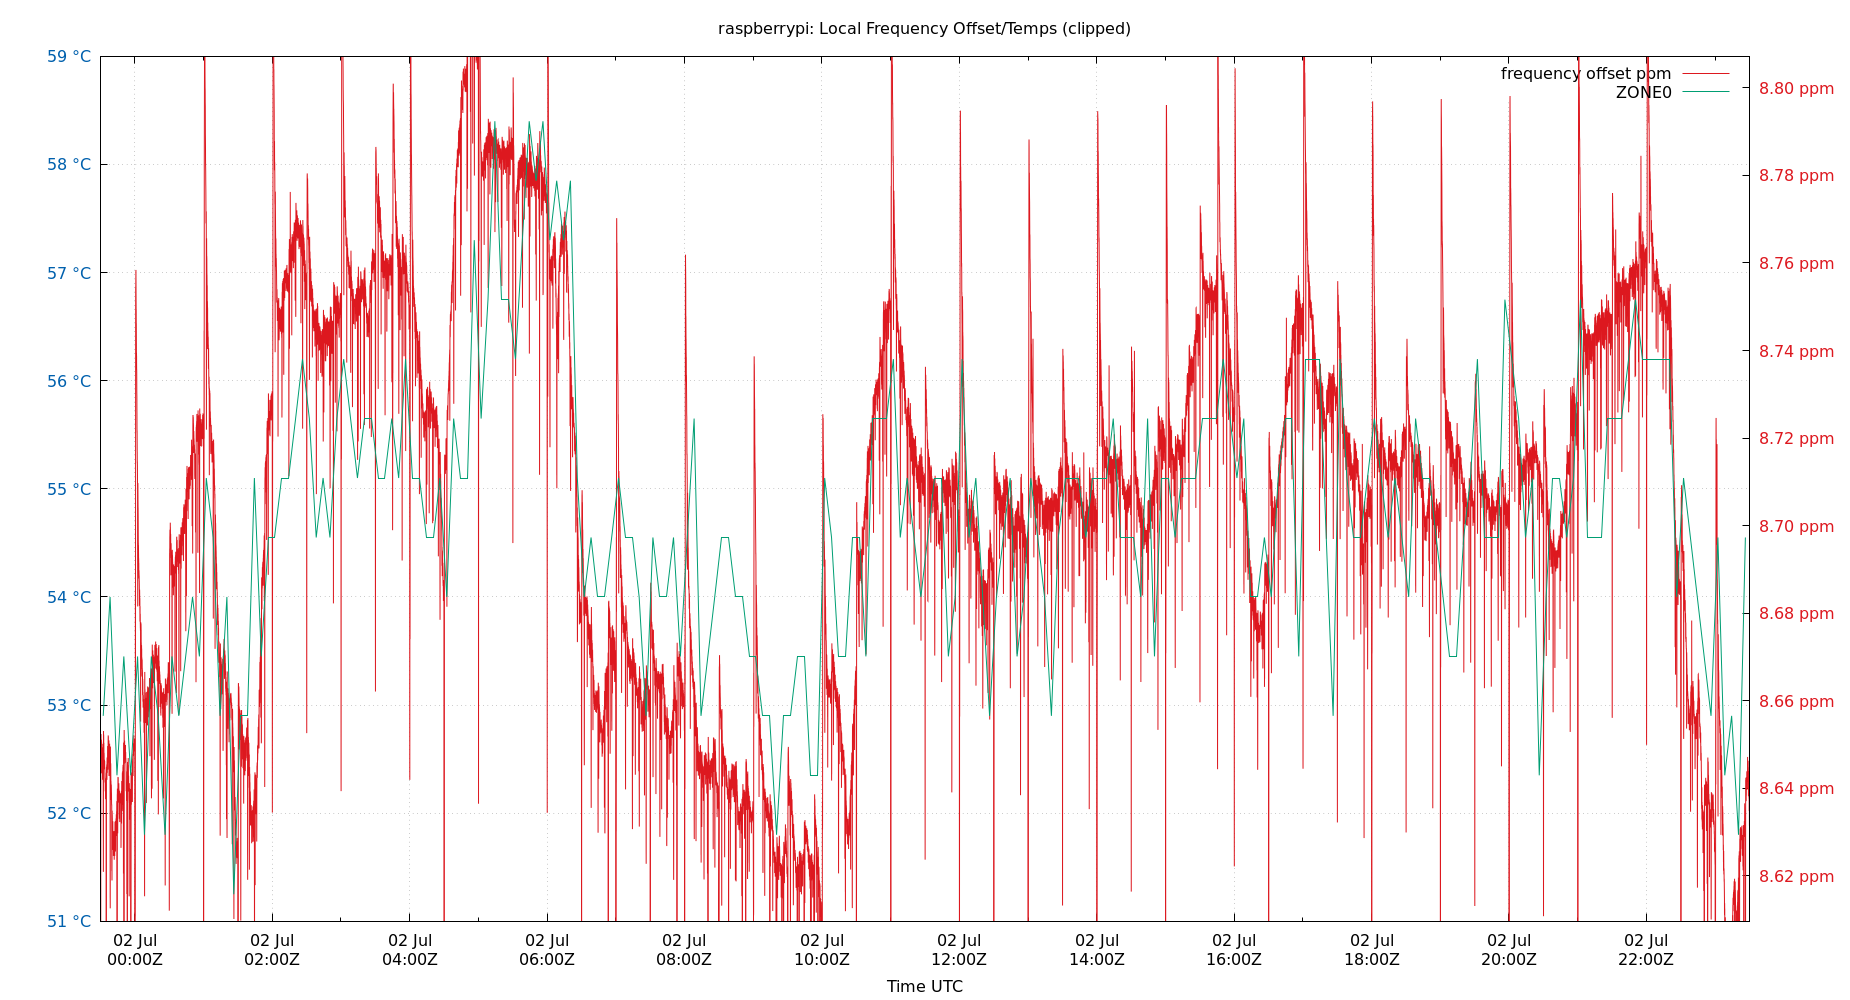 raspberrypi: Local Frequency Offset/Temps (clipped)
frequency offset ppm
ZONE0
59 °C
58 °C
57 °C
56 °C
55 °C
54 °C
53 °C
52 °C
51 °C
8.80 ppm
8.78 ppm
8.76 ppm
8.74 ppm
8.72 ppm
8.70 ppm
8.68 ppm
8.66 ppm
8.64 ppm
8.62 ppm
02 Jul 02 Jul 02 Jul 02 Jul 02 Jul 02 Jul 02 Jul 02 Jul 02 Jul 02 Jul 02 Jul 02 Jul
00:00Z 02:00Z 04:00Z 06:00Z 08:00Z 10:00Z 12:00Z 14:00Z 16:00Z 18:00Z 20:00Z 22:00Z
Time UTC